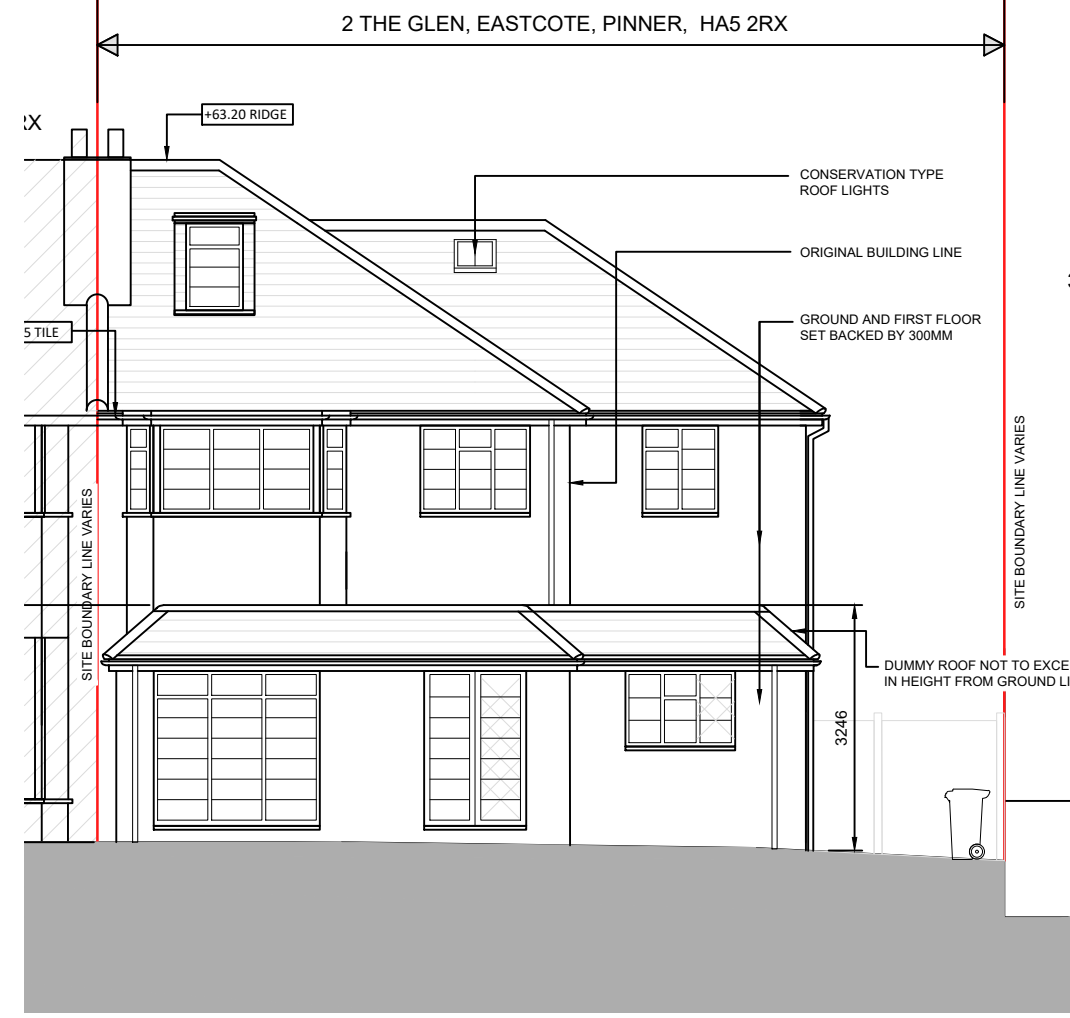 2 THE GLEN, EASTCOTE, PINNER, HA5 2RX
+63.20 RIDGE
RX
CONSERVATION TYPE
ROOF LIGHTS
ORIGINAL BUILDING LINE
GROUND AND FIRST FLOOR
SET BACKED BY 300MM
5 TILE
SITE BOUNDARY LINE VARIES
SITE BOUNDARY LINE VARIES
DUMMY ROOF NOT TO EXCE
IN HEIGHT FROM GROUND LI
3246